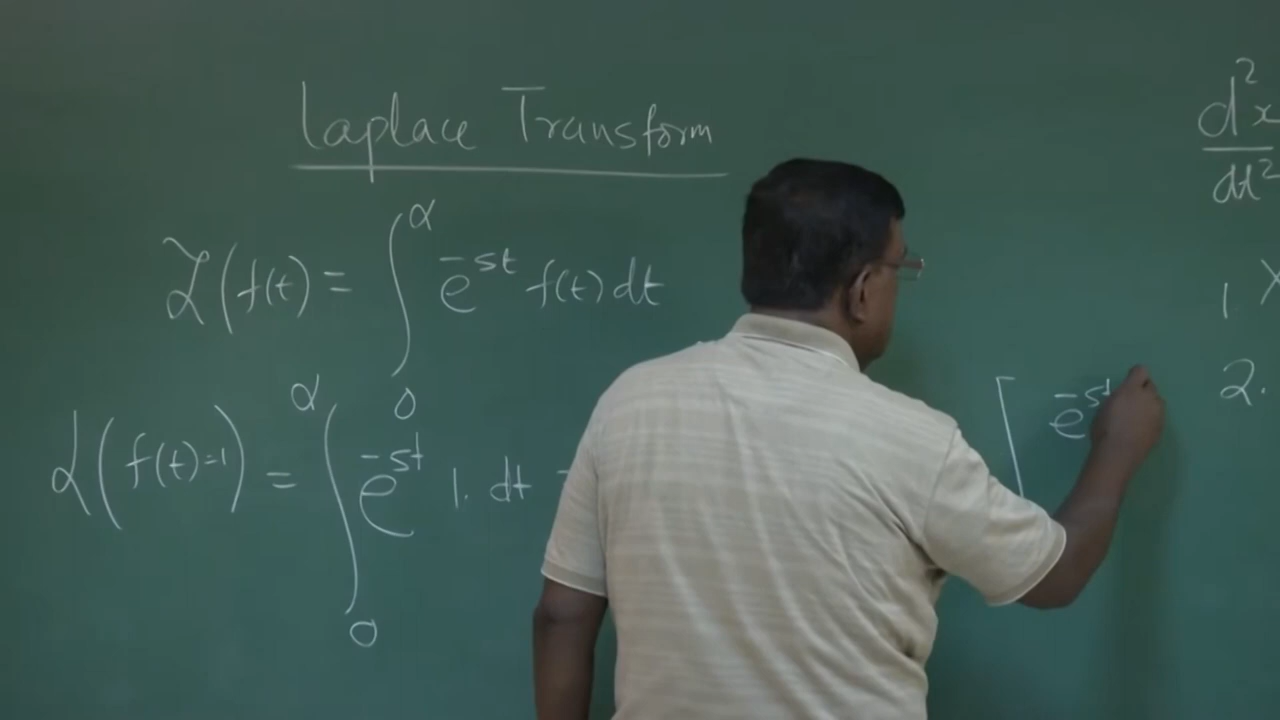 Laplace Transform
ℒ(f(t) = ∫₀^α e^-st f(t) dt
ℒ(f(t)=1) = ∫₀^α e^-st 1. dt
[ e^-st
d²x
dt²
1
2.